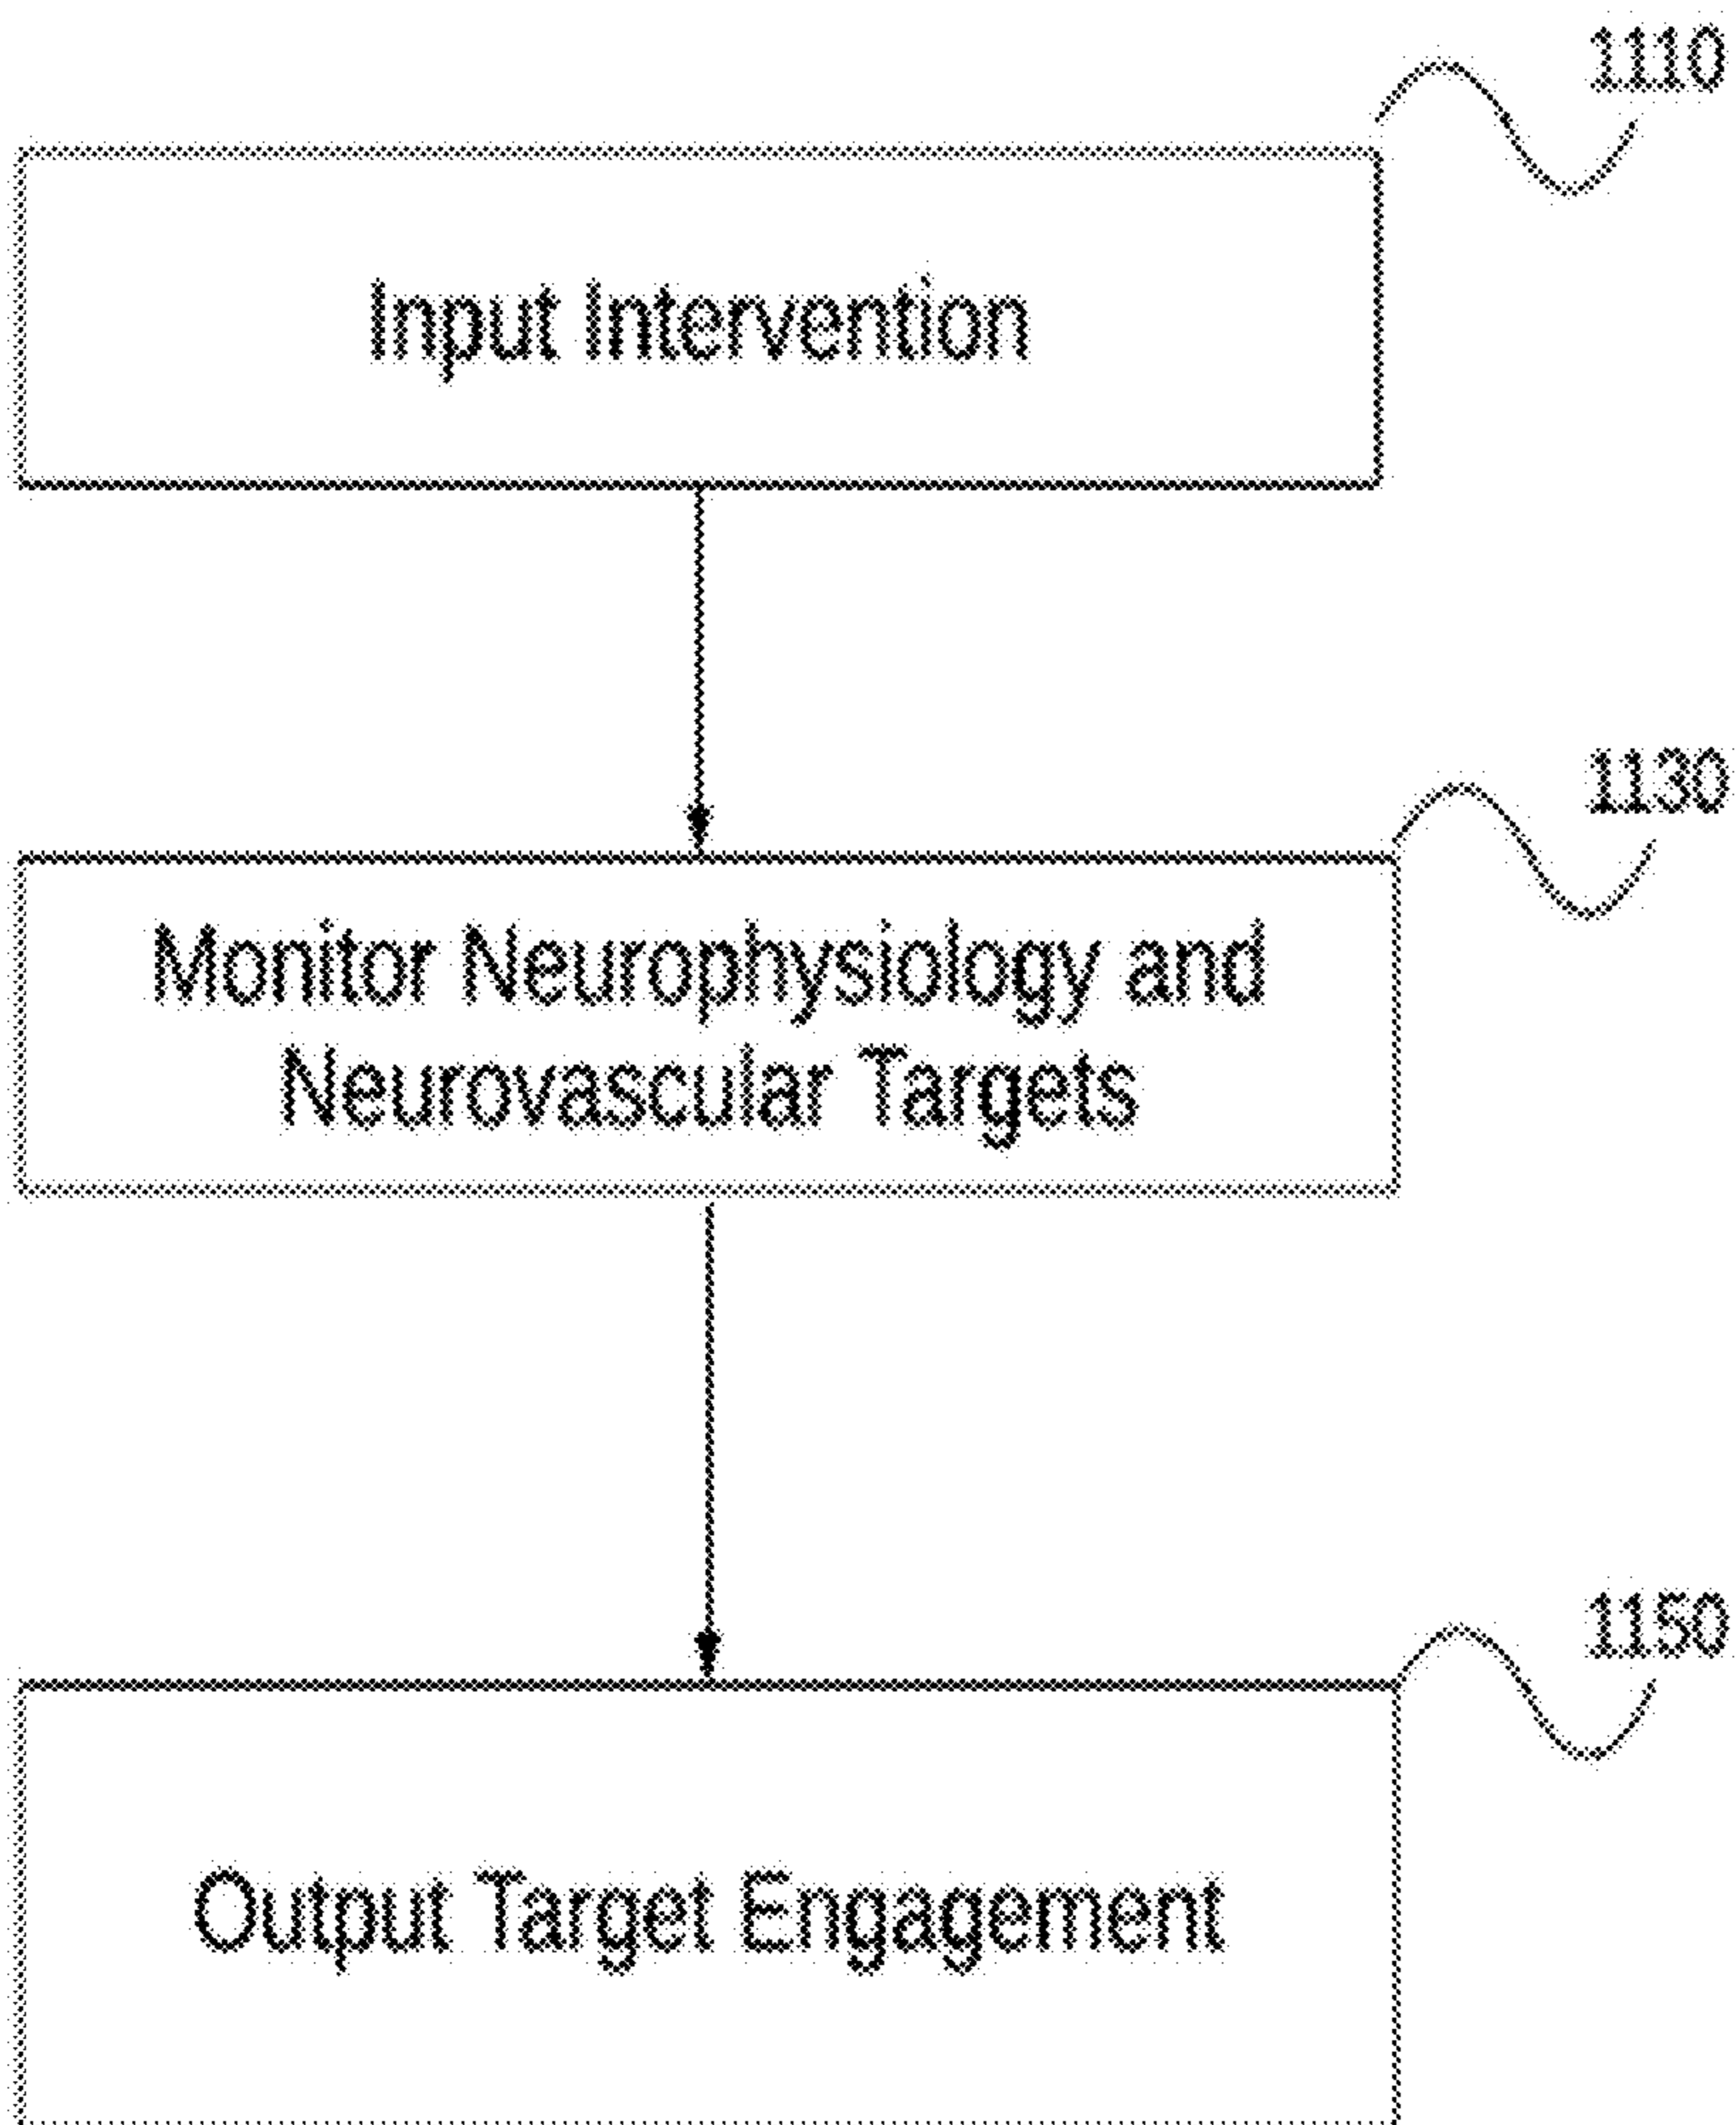 1110
Input Intervention
1130
Monitor Neurophysiology and
Neurovascular Targets
1150
Output Target Engagement